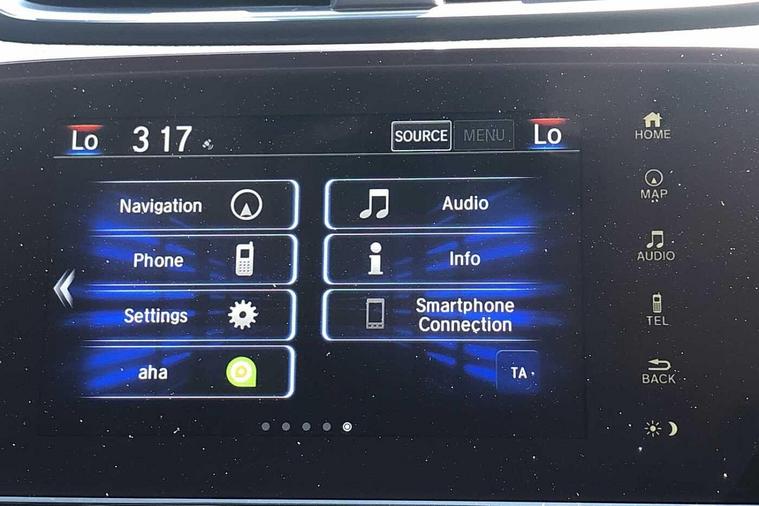 Lo 3 17 SOURCE MENU Lo
Navigation
Audio
Phone
Info
Settings
Smartphone
Connection
aha
TA
HOME
MAP
AUDIO
TEL
BACK